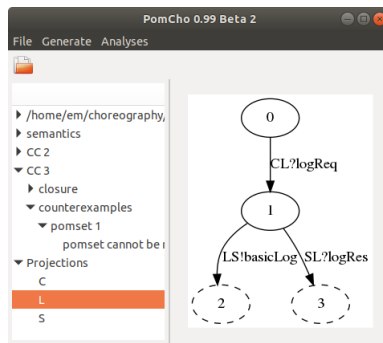 PomCho 0.99 Beta 2
File Generate Analyses
/home/em/choreography,
semantics
CC 2
CC 3
closure
counterexamples
pomset 1
pomset cannot be
Projections
C
L
S
0
CL?logReq
1
LS!basicLog SL?logRes
2 3